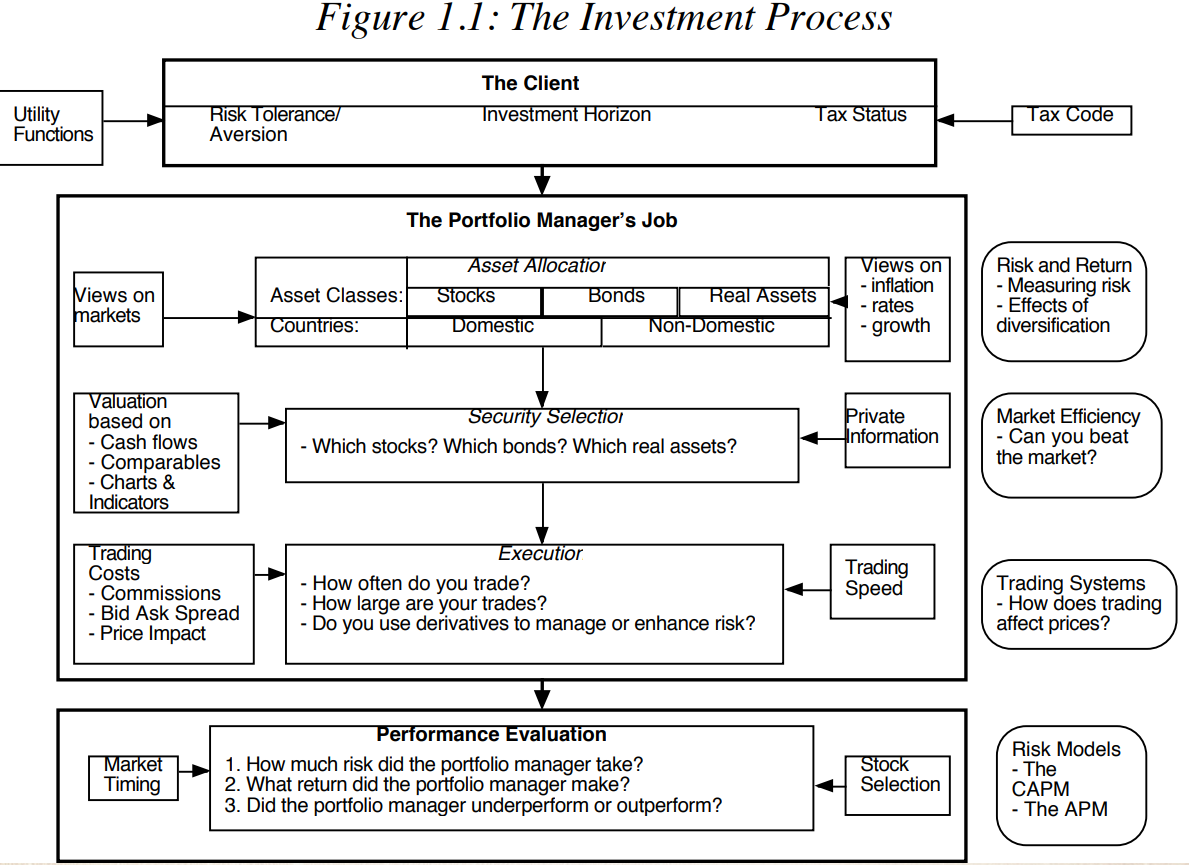 Figure 1.1: The Investment Process
The Client
Utility
Functions
Risk Tolerance/
Aversion
Investment Horizon
Tax Status
Tax Code
The Portfolio Manager's Job
Views on
markets
Asset Allocation
Asset Classes:
Stocks
Bonds
Real Assets
Countries:
Domestic
Non-Domestic
Views on
- inflation
- rates
- growth
Risk and Return
- Measuring risk
- Effects of
diversification
Valuation
based on
- Cash flows
- Comparables
- Charts &
Indicators
Security Selection
- Which stocks? Which bonds? Which real assets?
Private
Information
Market Efficiency
- Can you beat
the market?
Trading
Costs
- Commissions
- Bid Ask Spread
- Price Impact
Execution
- How often do you trade?
- How large are your trades?
- Do you use derivatives to manage or enhance risk?
Trading
Speed
Trading Systems
- How does trading
affect prices?
Performance Evaluation
Market
Timing
1. How much risk did the portfolio manager take?
2. What return did the portfolio manager make?
3. Did the portfolio manager underperform or outperform?
Stock
Selection
Risk Models
- The
CAPM
- The APM